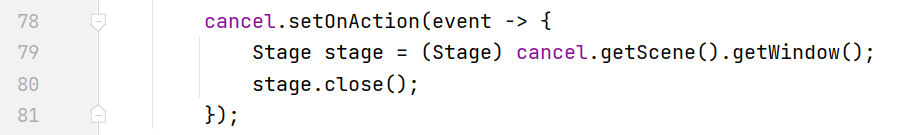 78 cancel.setOnAction(event -> {
79 Stage stage = (Stage) cancel.getScene().getWindow();
80 stage.close();
81 });